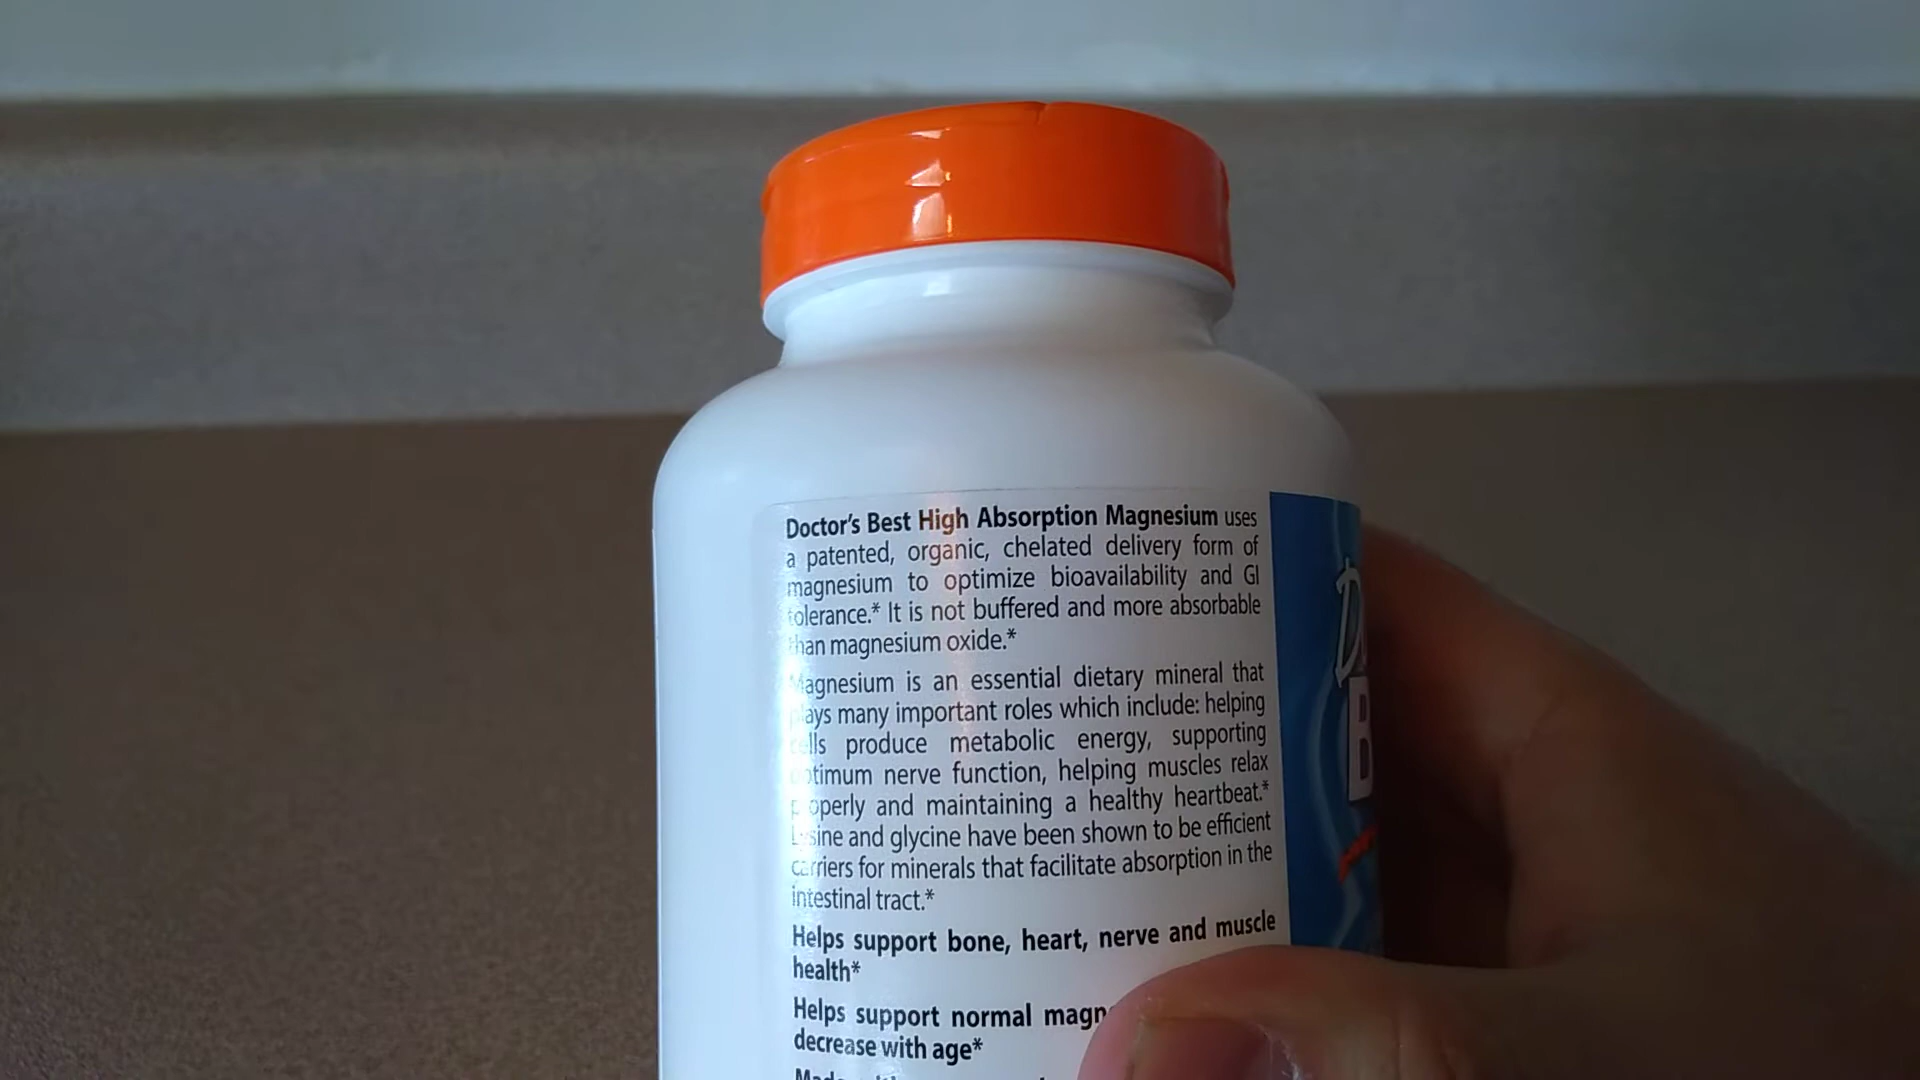 Doctor's Best High Absorption Magnesium uses
a patented, organic, chelated delivery form of
magnesium to optimize bioavailability and GI
tolerance.* It is not buffered and more absorbable
than magnesium oxide.*
Magnesium is an essential dietary mineral that
plays many important roles which include: helping
cells produce metabolic energy, supporting
optimum nerve function, helping muscles relax
properly and maintaining a healthy heartbeat.*
Lysine and glycine have been shown to be efficient
carriers for minerals that facilitate absorption in the
intestinal tract.*
Helps support bone, heart, nerve and muscle
health*
Helps support normal
decrease with age*